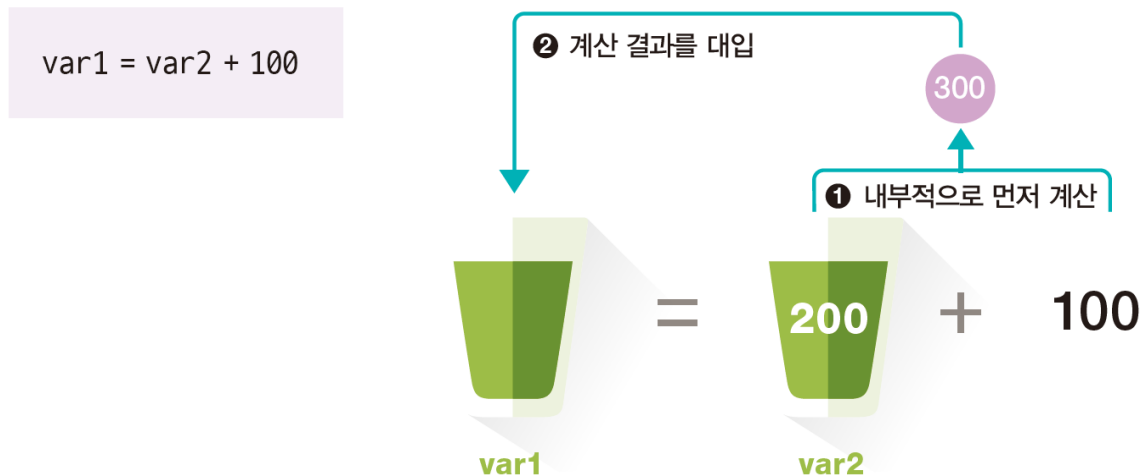 var1 = var2 + 100
❷ 계산 결과를 대입
300
❶ 내부적으로 먼저 계산
= 200 + 100
var1 var2